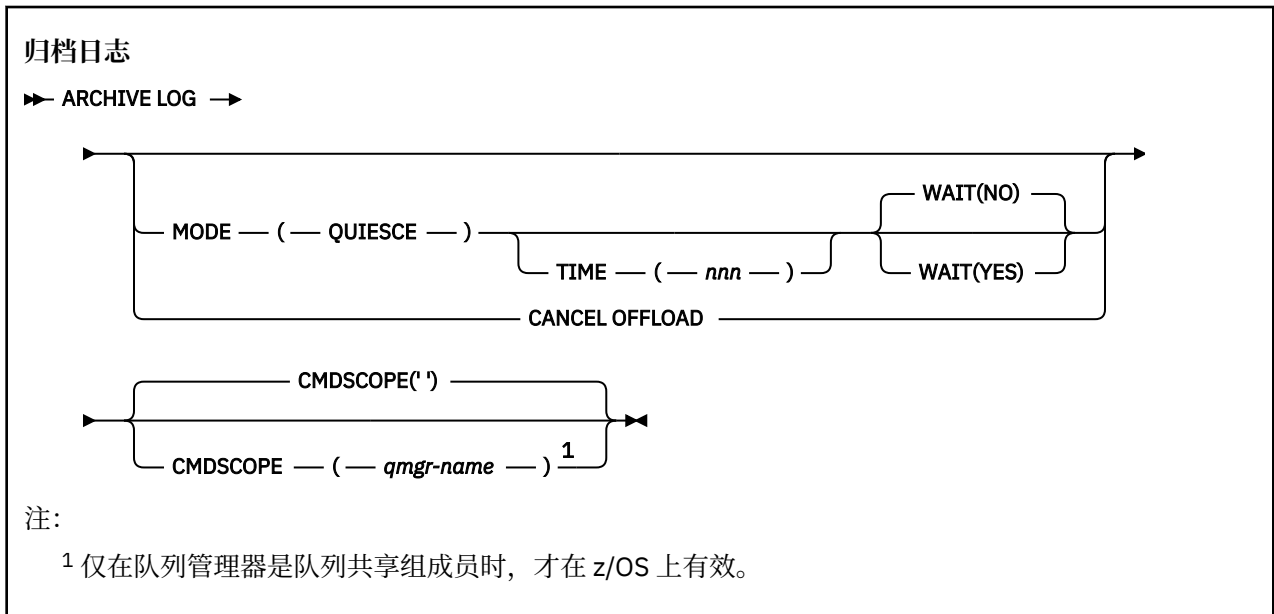 归档日志
ARCHIVE LOG
WAIT(NO)
MODE ( QUIESCE )
TIME ( nnn ) WAIT(YES)
CANCEL OFFLOAD
CMDSCOPE(' ')
CMDSCOPE ( qmgr-name ) 1
注：
1 仅在队列管理器是队列共享组成员时，才在 z/OS 上有效。